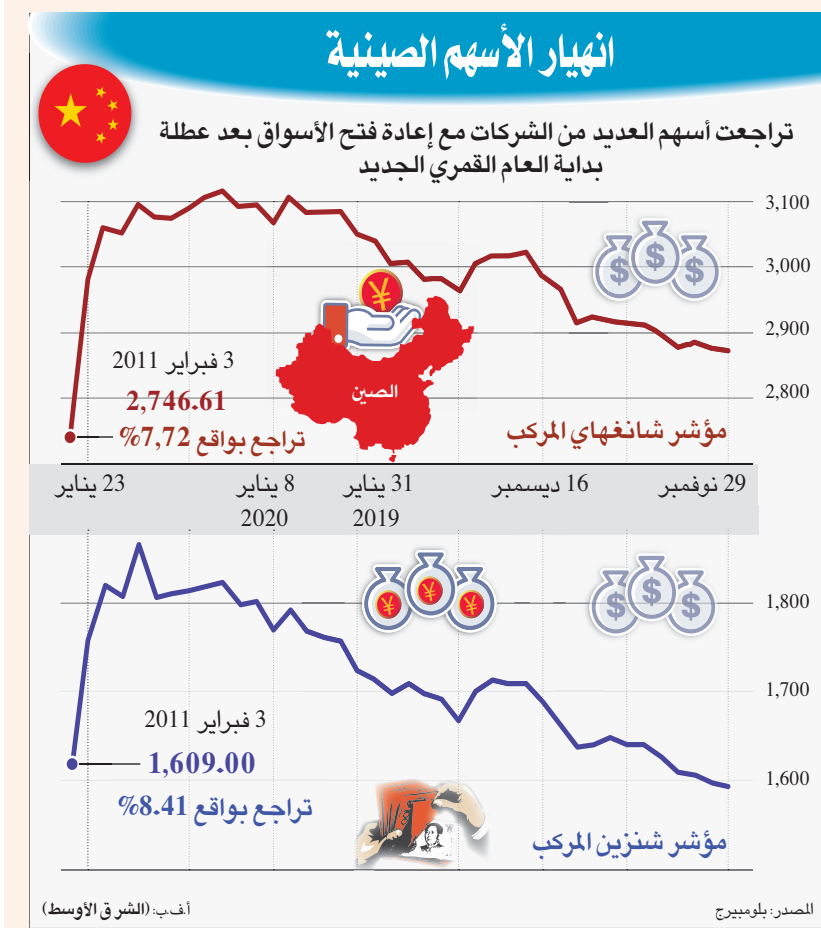 انهيار الأسهم الصينية
تراجعت أسهم العديد من الشركات مع إعادة فتح الأسواق بعد عطلة
بداية العام القمري الجديد
3,100
3,000
2,900
2,800
الصين
3 فبراير 2011
2,746.61
تراجع بواقع 7,72%
مؤشر شانغهاي المركب
29 نوفمبر
16 ديسمبر
31 يناير
2019
8 يناير
2020
23 يناير
1,800
1,700
1,600
3 فبراير 2011
1,609.00
تراجع بواقع 8.41%
مؤشر شنزين المركب
المصدر: بلومبيرج
أ.ف.ب: (الشرق الأوسط)